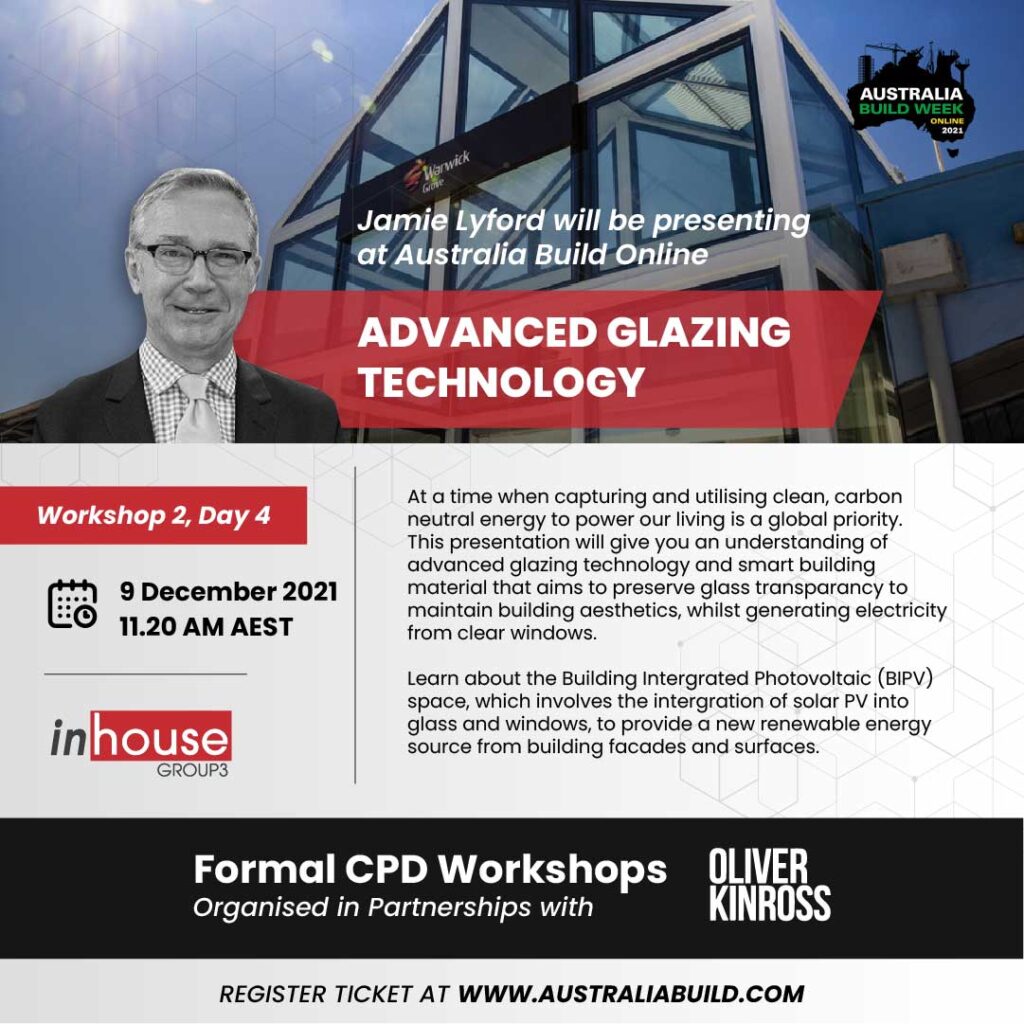 AUSTRALIA
BUILD WEEK
ONLINE
2021
Warwick
Grove
Jamie Lyford will be presenting
at Australia Build Online
ADVANCED GLAZING
TECHNOLOGY
Workshop 2, Day 4
9 December 2021
11.20 AM AEST
inhouse
GROUP3
At a time when capturing and utilising clean, carbon
neutral energy to power our living is a global priority.
This presentation will give you an understanding of
advanced glazing technology and smart building
material that aims to preserve glass transparancy to
maintain building aesthetics, whilst generating electricity
from clear windows.
Learn about the Building Intergrated Photovoltaic (BIPV)
space, which involves the intergration of solar PV into
glass and windows, to provide a new renewable energy
source from building facades and surfaces.
Formal CPD Workshops
Organised in Partnerships with
OLIVER
KINROSS
REGISTER TICKET AT WWW.AUSTRALIABUILD.COM